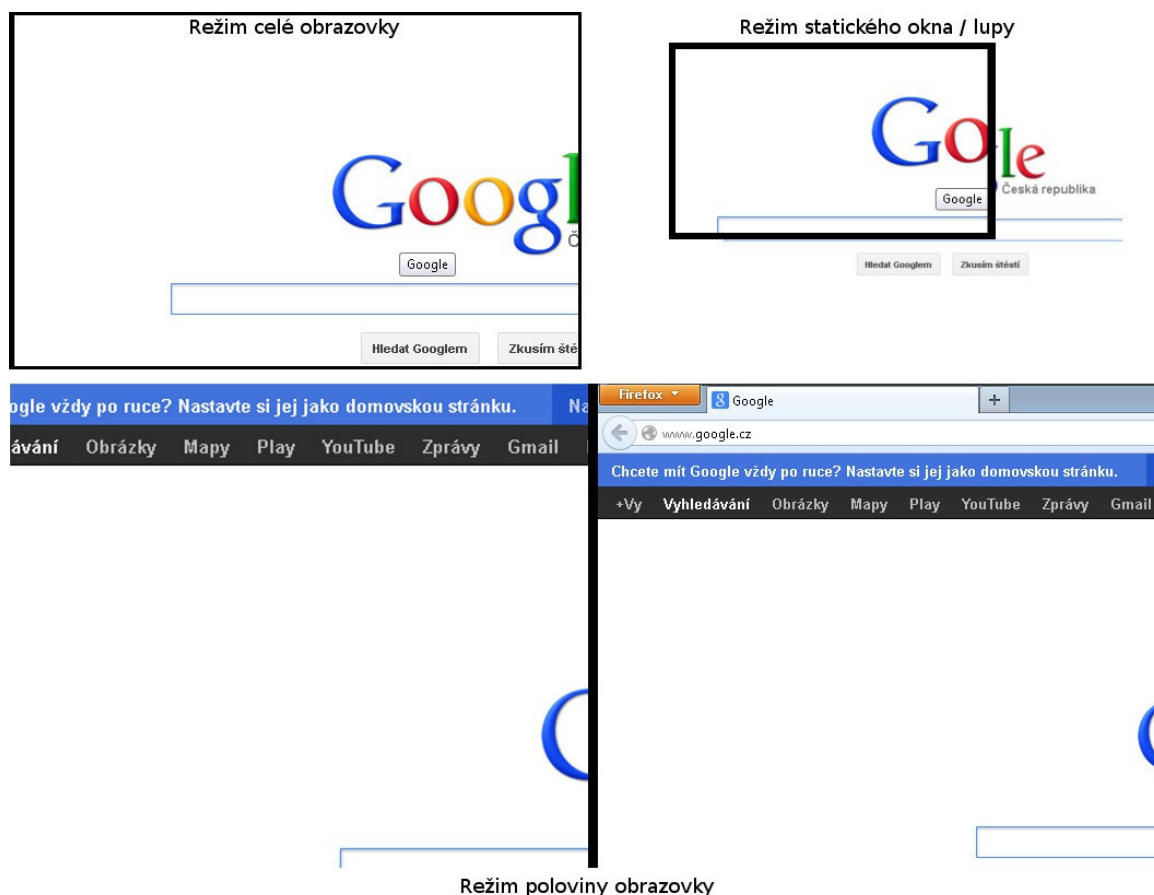 Režim celé obrazovky
Goog
Č
Google
Hledat Googlem
Zkusím ště
Režim statického okna / lupy
Go
le
Česká republika
Google
Hledat Googlem
Zkusím štěstí
ogle vždy po ruce? Nastavte si jej jako domovskou stránku. Na
ávání Obrázky Mapy Play YouTube Zprávy Gmail
Firefox
8 Google +
www.google.cz
Chcete mít Google vždy po ruce? Nastavte si jej jako domovskou stránku.
+Vy Vyhledávání Obrázky Mapy Play YouTube Zprávy Gmail
Režim poloviny obrazovky